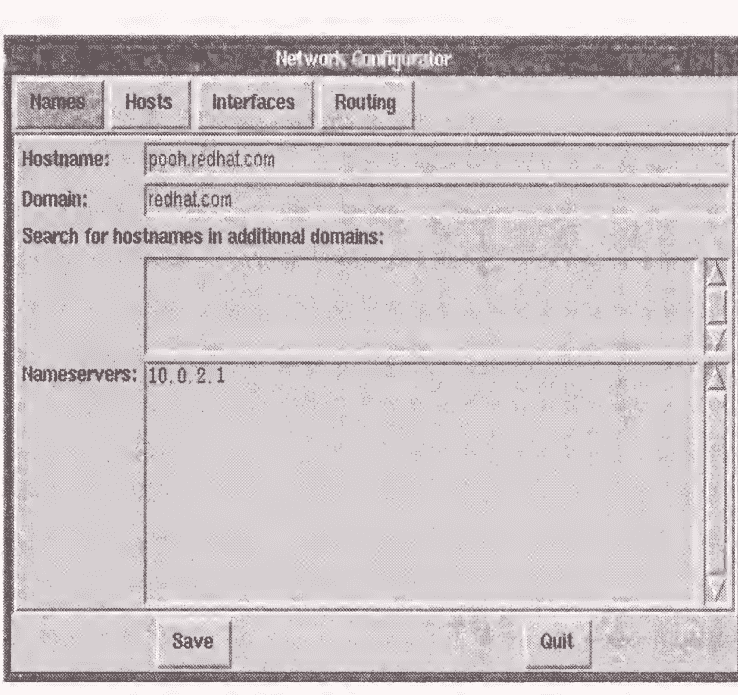 Network Configurator
Names Hosts Interfaces Routing
Hostname: pooh.redhat.com
Domain: redhat.com
Search for hostnames in additional domains:
Nameservers: 10.0.2.1
Save Quit